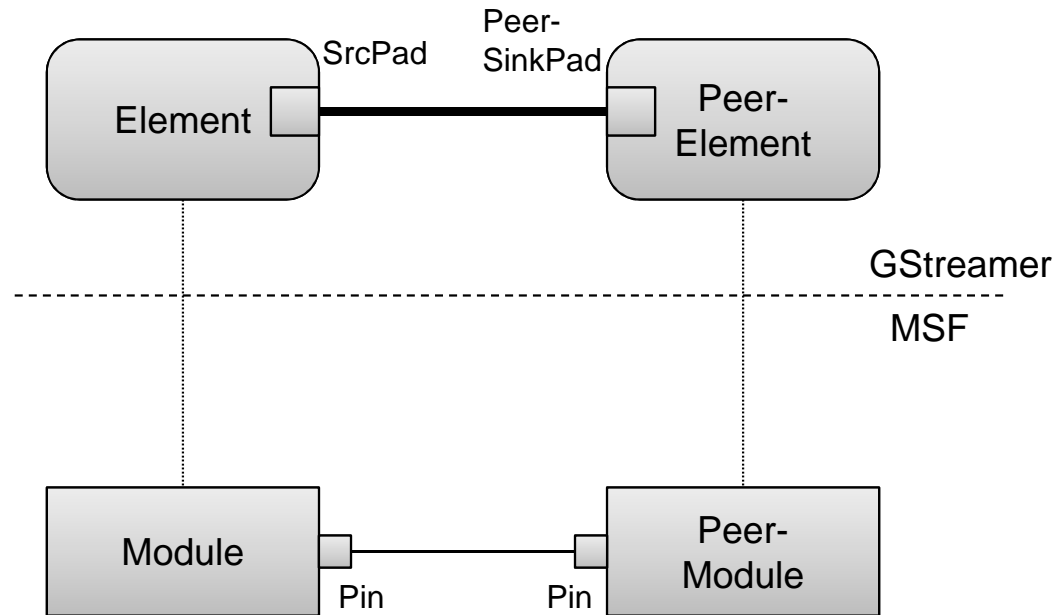 Peer-
SrcPad
SinkPad
Element
Peer-
Element
GStreamer
MSF
Module
Peer-
Module
Pin
Pin